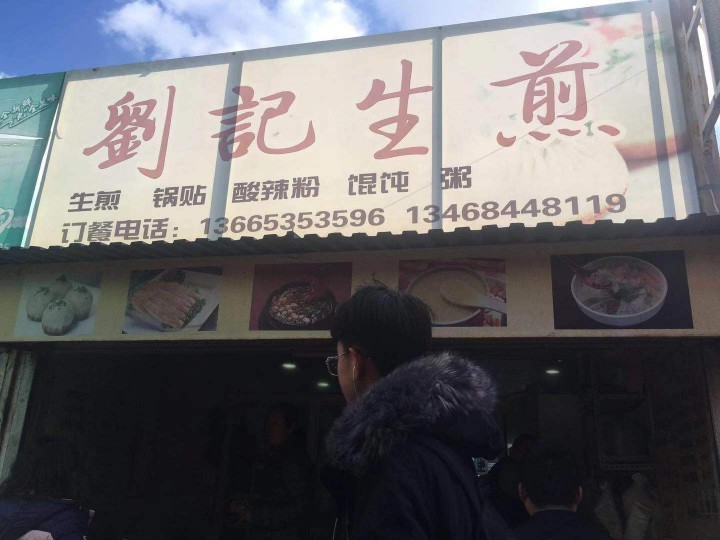 劉記生煎
生煎 锅贴 酸辣粉 馄饨 粥
订餐电话：13665353596 13468448119